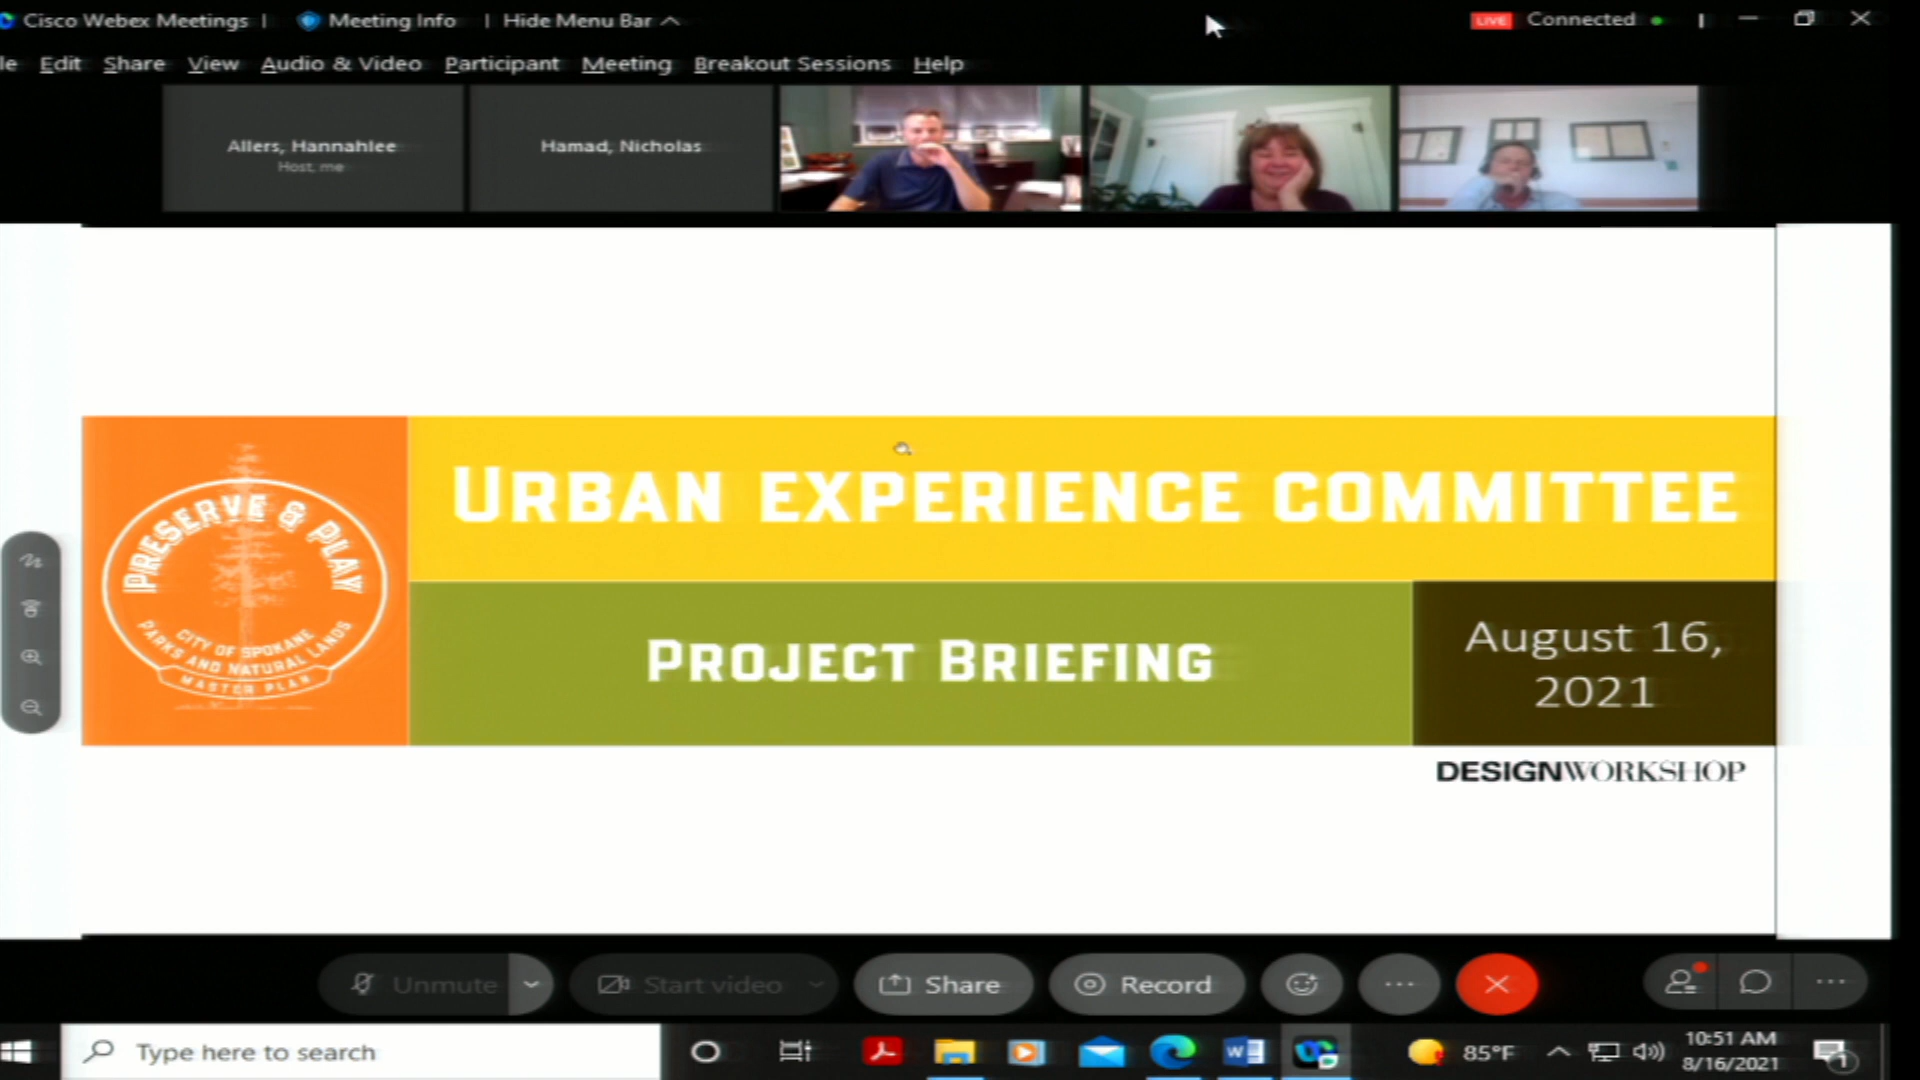 Cisco Webex Meetings
Meeting Info
Hide Menu Bar
LIVE
Connected
le Edit Share View Audio & Video Participant Meeting Breakout Sessions Help
Allers, Hannahlee
Host, me
Hamad, Nicholas
URBAN EXPERIENCE COMMITTEE
PRESERVE & PLAY
CITY OF SPOKANE
PARKS AND NATURAL LANDS
MASTER PLAN
PROJECT BRIEFING
August 16,
2021
DESIGNWORKSHOP
Unmute
Start video
Share
Record
Type here to search
85°F
10:51 AM
8/16/2021
1